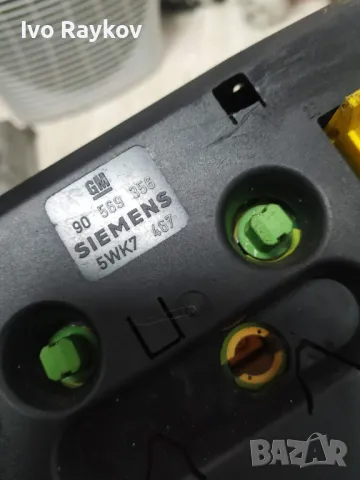 Ivo Raykov
GM
90 569 356
SIEMENS
5WK7 467
BAZAR